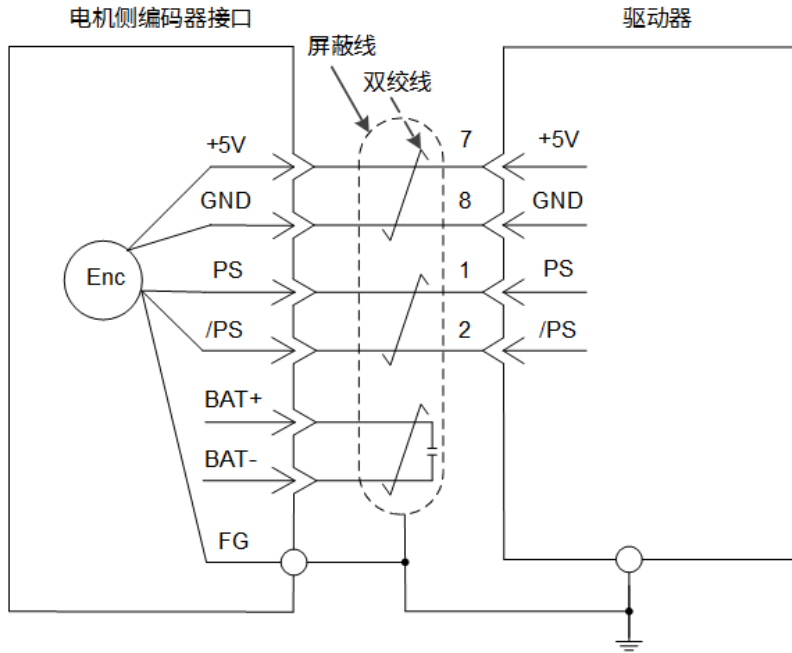 电机侧编码器接口
驱动器
屏蔽线
双绞线
+5V
7
+5V
GND
8
GND
Enc
PS
1
PS
/PS
2
/PS
BAT+
BAT-
FG